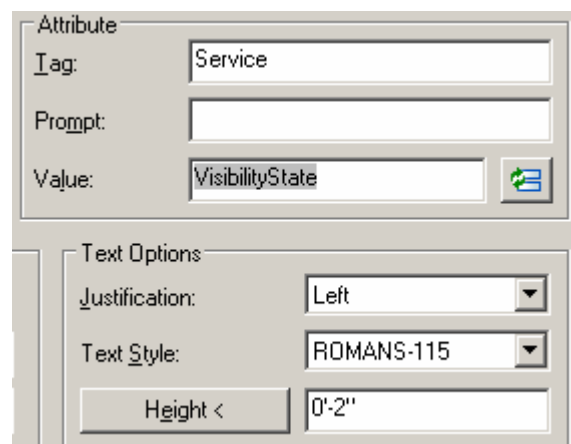 Attribute
Tag: Service
Prompt:
Value: VisibilityState
Text Options
Justification: Left
Text Style: ROMANS-115
Height < 0'-2"